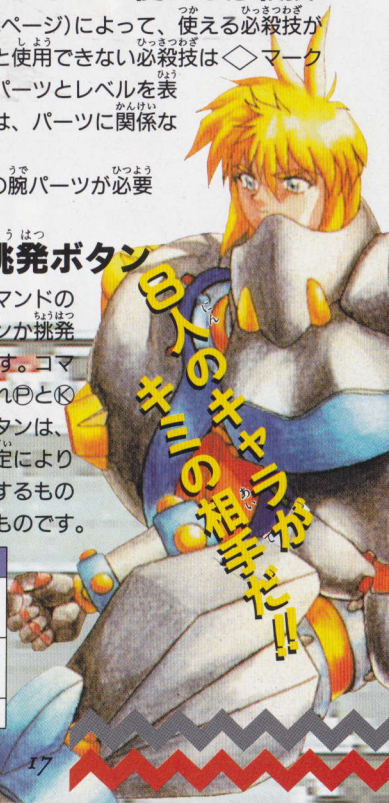 ページ)によって、使える必殺技が
と使用できない必殺技は◇マーク
パーツとレベルを表
は、パーツに関係な
の腕パーツが必要
挑発ボタン
マンドの
ンか挑発
す。コマ
れⓅとⓀ
タンは、
定により
するもの
ものです。
8人のキャラが
キミの相手だ!!
17